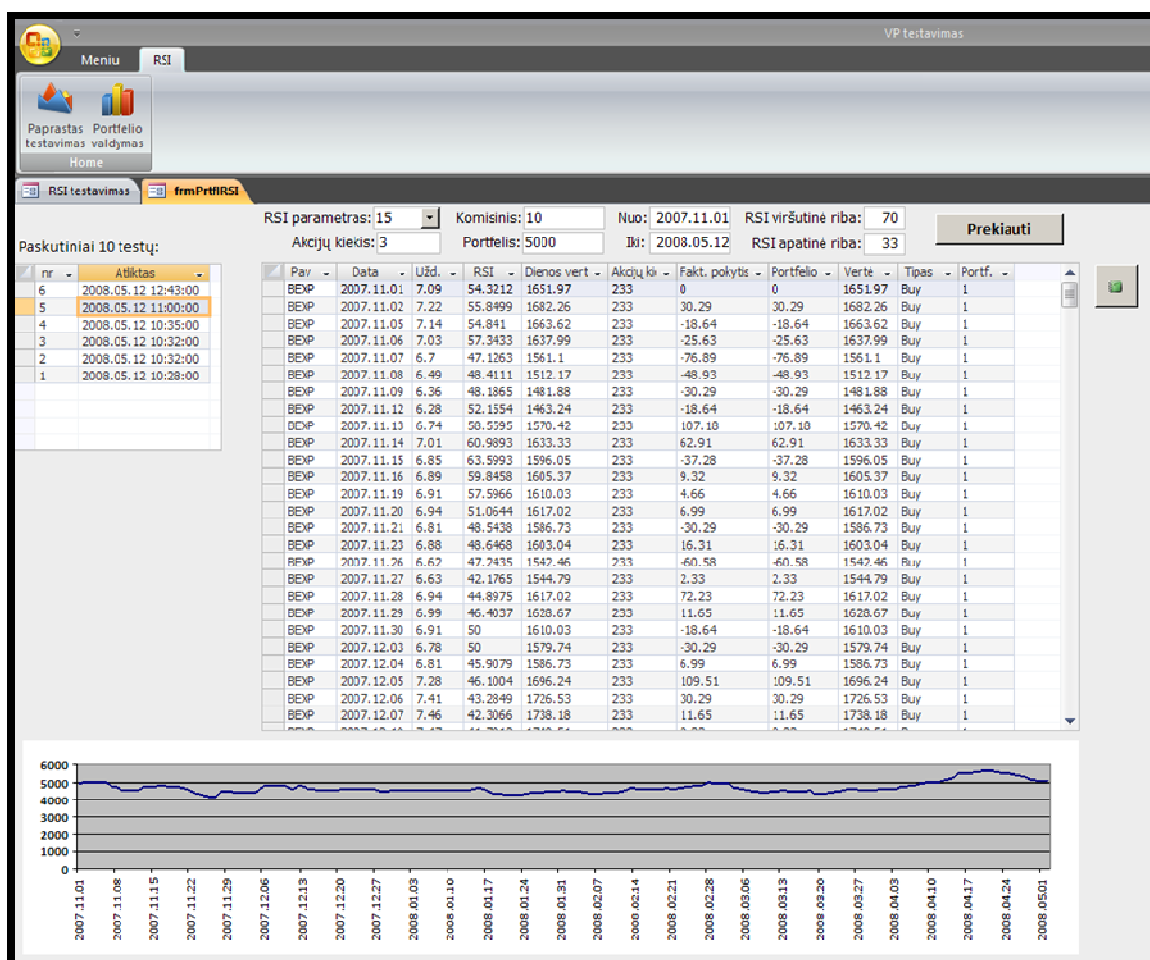 VP testavimas
Meniu RSI
Paprastas testavimas Portfelio valdymas
Home
RSI testavimas frmPrtflRSI
RSI parametras: 15 Komisinis: 10 Nuo: 2007.11.01 RSI viršutinė riba: 70 Prekiauti
Akcijų kiekis: 3 Portfelis: 5000 Iki: 2008.05.12 RSI apatinė riba: 33
Paskutiniai 10 testų:
nr Atliktas
6 2008.05.12 12:43:00
5 2008.05.12 11:00:00
4 2008.05.12 10:35:00
3 2008.05.12 10:32:00
2 2008.05.12 10:32:00
1 2008.05.12 10:28:00
Pav Data Užd. RSI Dienos vert Akcijų ki Fakt. pokytis Portfelio Vertė Tipas Portf.
BEXP 2007.11.01 7.09 54.3212 1651.97 233 0 0 1651.97 Buy 1
BEXP 2007.11.02 7.22 55.8499 1682.26 233 30.29 30.29 1682.26 Buy 1
BEXP 2007.11.05 7.14 54.841 1663.62 233 -18.64 -18.64 1663.62 Buy 1
BEXP 2007.11.06 7.03 57.3433 1637.99 233 -25.63 -25.63 1637.99 Buy 1
BEXP 2007.11.07 6.7 47.1263 1561.1 233 -76.89 -76.89 1561.1 Buy 1
BEXP 2007.11.08 6.49 48.4111 1512.17 233 -48.93 -48.93 1512.17 Buy 1
BEXP 2007.11.09 6.36 48.1865 1481.88 233 -30.29 -30.29 1481.88 Buy 1
BEXP 2007.11.12 6.28 52.1554 1463.24 233 -18.64 -18.64 1463.24 Buy 1
BEXP 2007.11.13 6.74 58.5595 1570.42 233 107.18 107.18 1570.42 Buy 1
BEXP 2007.11.14 7.01 60.9893 1633.33 233 62.91 62.91 1633.33 Buy 1
BEXP 2007.11.15 6.85 63.5993 1596.05 233 -37.28 -37.28 1596.05 Buy 1
BEXP 2007.11.16 6.89 59.8458 1605.37 233 9.32 9.32 1605.37 Buy 1
BEXP 2007.11.19 6.91 57.5966 1610.03 233 4.66 4.66 1610.03 Buy 1
BEXP 2007.11.20 6.94 51.0644 1617.02 233 6.99 6.99 1617.02 Buy 1
BEXP 2007.11.21 6.81 48.5438 1586.73 233 -30.29 -30.29 1586.73 Buy 1
BEXP 2007.11.23 6.88 48.6468 1603.04 233 16.31 16.31 1603.04 Buy 1
BEXP 2007.11.26 6.62 47.2435 1542.46 233 -60.58 -60.58 1542.46 Buy 1
BEXP 2007.11.27 6.63 42.1765 1544.79 233 2.33 2.33 1544.79 Buy 1
BEXP 2007.11.28 6.94 44.8975 1617.02 233 72.23 72.23 1617.02 Buy 1
BEXP 2007.11.29 6.99 46.4037 1628.67 233 11.65 11.65 1628.67 Buy 1
BEXP 2007.11.30 6.91 50 1610.03 233 -18.64 -18.64 1610.03 Buy 1
BEXP 2007.12.03 6.78 50 1579.74 233 -30.29 -30.29 1579.74 Buy 1
BEXP 2007.12.04 6.81 45.9079 1586.73 233 6.99 6.99 1586.73 Buy 1
BEXP 2007.12.05 7.28 46.1004 1696.24 233 109.51 109.51 1696.24 Buy 1
BEXP 2007.12.06 7.41 43.2849 1726.53 233 30.29 30.29 1726.53 Buy 1
BEXP 2007.12.07 7.46 42.3066 1738.18 233 11.65 11.65 1738.18 Buy 1
6000
5000
4000
3000
2000
1000
0
2007.11.01 2007.11.08 2007.11.15 2007.11.22 2007.11.29 2007.12.06 2007.12.13 2007.12.20 2007.12.27 2008.01.03 2008.01.10 2008.01.17 2008.01.24 2008.01.31 2008.02.07 2008.02.14 2008.02.21 2008.02.28 2008.03.06 2008.03.13 2008.03.20 2008.03.27 2008.04.03 2008.04.10 2008.04.17 2008.04.24 2008.05.01